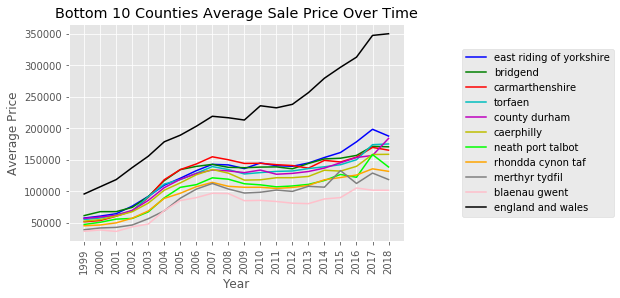 Bottom 10 Counties Average Sale Price Over Time
350000
300000
250000
200000
150000
100000
50000
Average Price
1999
2000
2001
2002
2003
2004
2005
2006
2007
2008
2009
2010
2011
2012
2013
2014
2015
2016
2017
2018
Year
east riding of yorkshire
bridgend
carmarthenshire
torfaen
county durham
caerphilly
neath port talbot
rhondda cynon taf
merthyr tydfil
blaenau gwent
england and wales